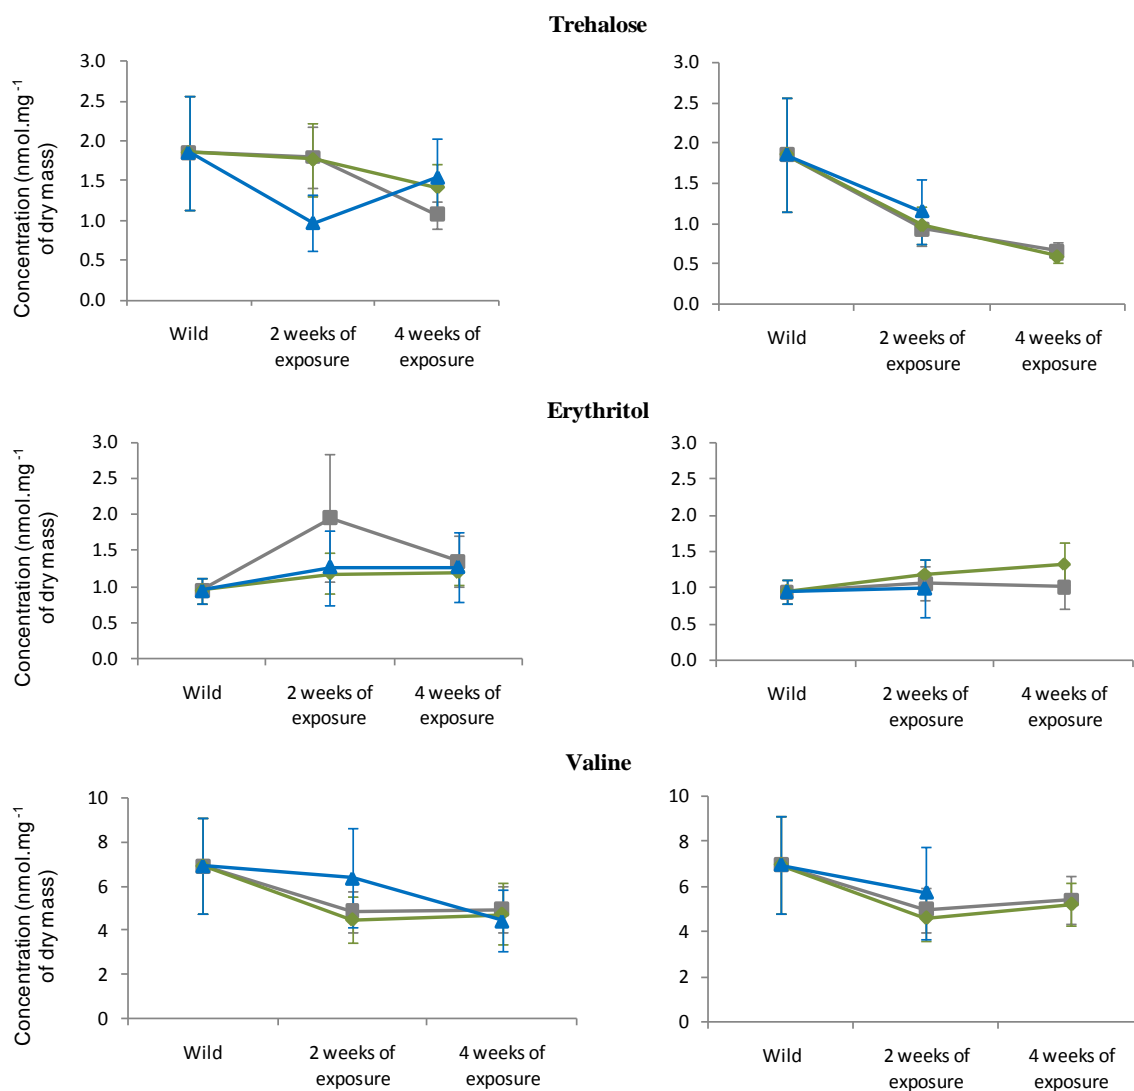 Trehalose
Concentration (nmol.mg⁻¹
of dry mass)
3.0
2.5
2.0
1.5
1.0
0.5
0.0
Wild
2 weeks of
exposure
4 weeks of
exposure
3.0
2.5
2.0
1.5
1.0
0.5
0.0
Wild
2 weeks of
exposure
4 weeks of
exposure
Erythritol
Concentration (nmol.mg⁻¹
of dry mass)
3.0
2.5
2.0
1.5
1.0
0.5
0.0
Wild
2 weeks of
exposure
4 weeks of
exposure
3.0
2.5
2.0
1.5
1.0
0.5
0.0
Wild
2 weeks of
exposure
4 weeks of
exposure
Valine
Concentration (nmol.mg⁻¹
of dry mass)
10
8
6
4
2
0
Wild
2 weeks of
exposure
4 weeks of
exposure
10
8
6
4
2
0
Wild
2 weeks of
exposure
4 weeks of
exposure